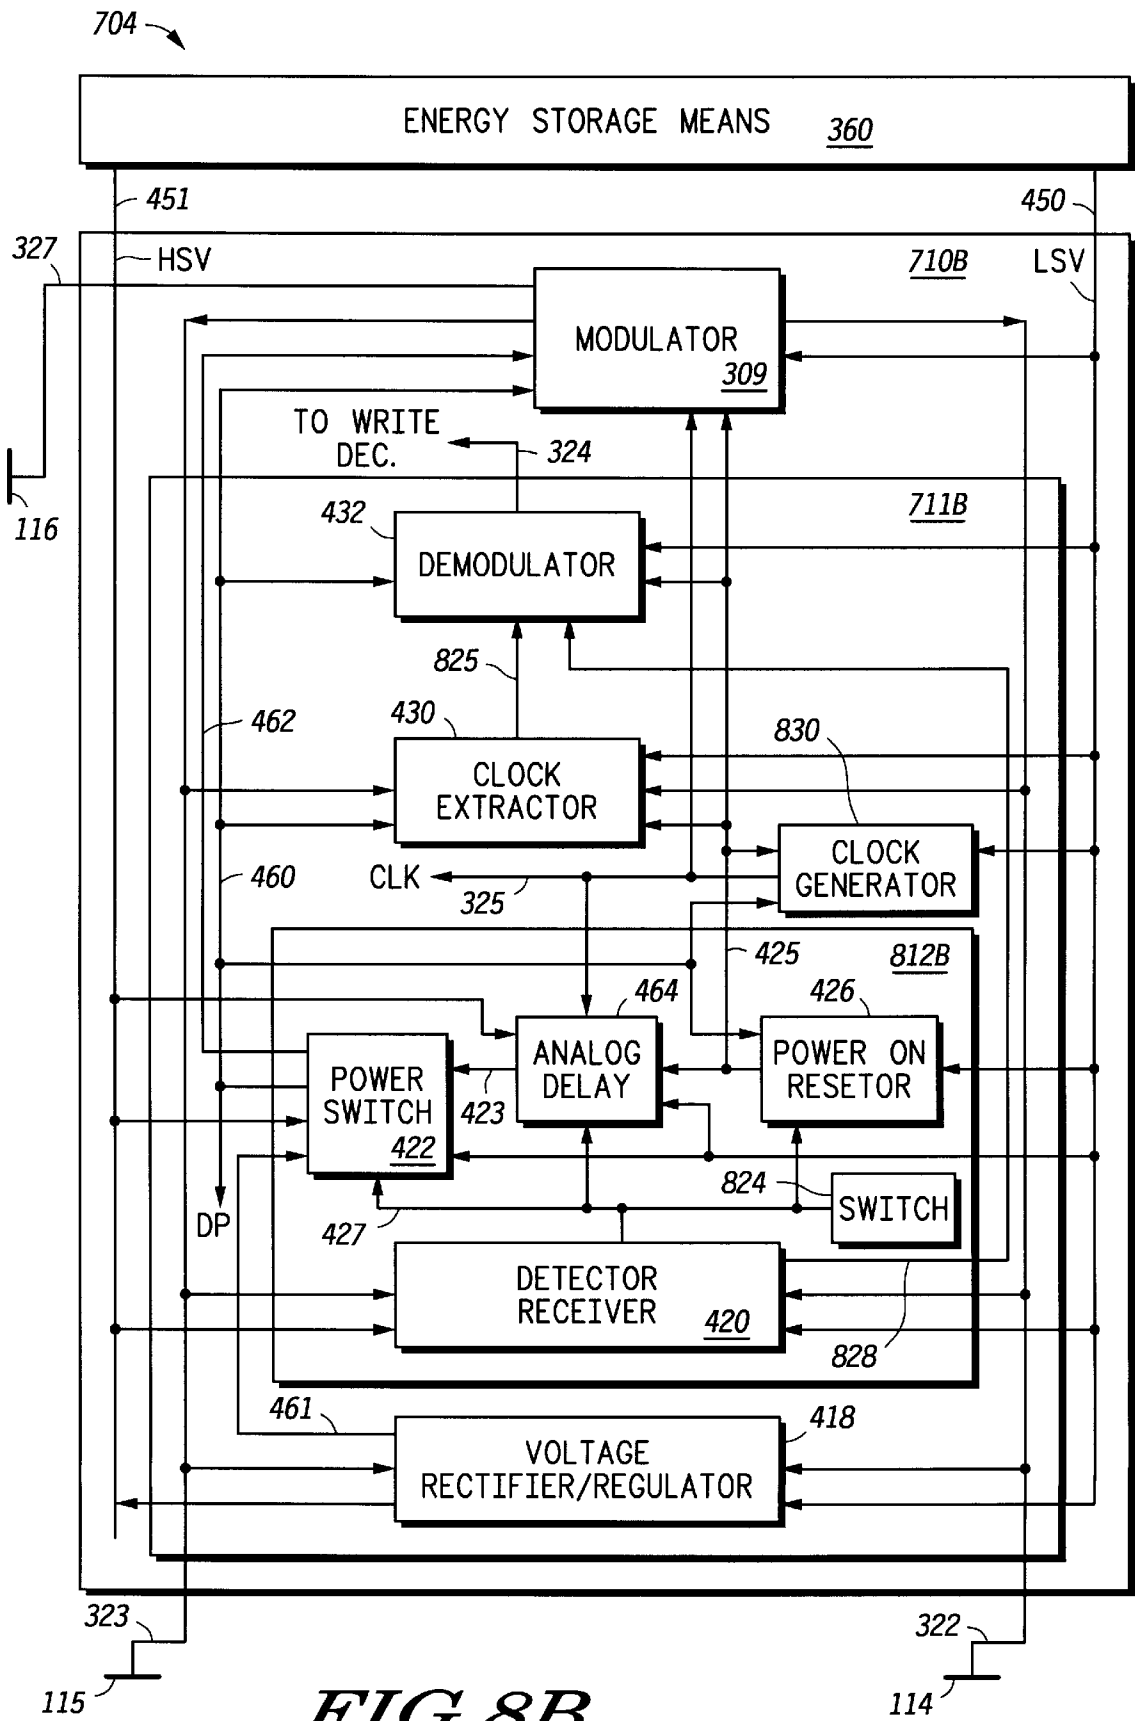 704
ENERGY STORAGE MEANS 360
451
450
327
HSV
710B
LSV
MODULATOR
309
TO WRITE
DEC.
324
116
711B
432
DEMODULATOR
825
462
430
830
CLOCK
EXTRACTOR
CLOCK
GENERATOR
460
CLK
325
425
812B
464
426
ANALOG
DELAY
POWER ON
RESETOR
POWER
SWITCH
422
423
824
SWITCH
DP
427
DETECTOR
RECEIVER
420
828
461
418
VOLTAGE
RECTIFIER/REGULATOR
323
322
115
114
FIG.8B